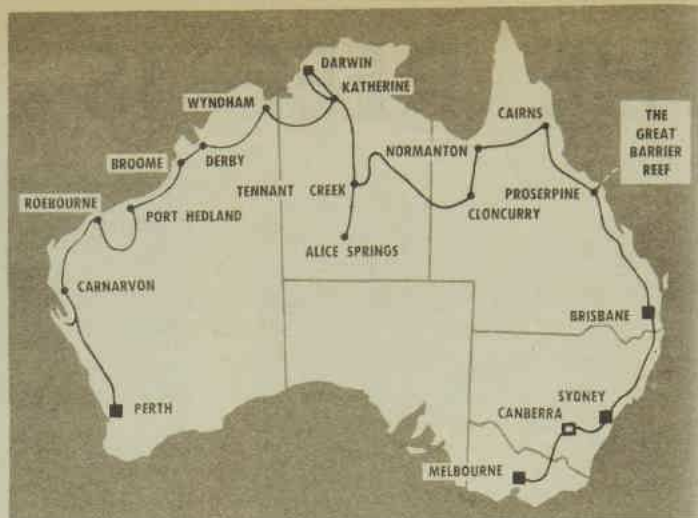 DARWIN
KATHERINE
WYNDHAM
CAIRNS
THE
GREAT
BARRIER
REEF
BROOME
DERBY
NORMANTON
TENNANT CREEK
PROSERPINE
ROEBOURNE
PORT HEDLAND
CLONCURRY
ALICE SPRINGS
CARNARVON
BRISBANE
SYDNEY
PERTH
CANBERRA
MELBOURNE